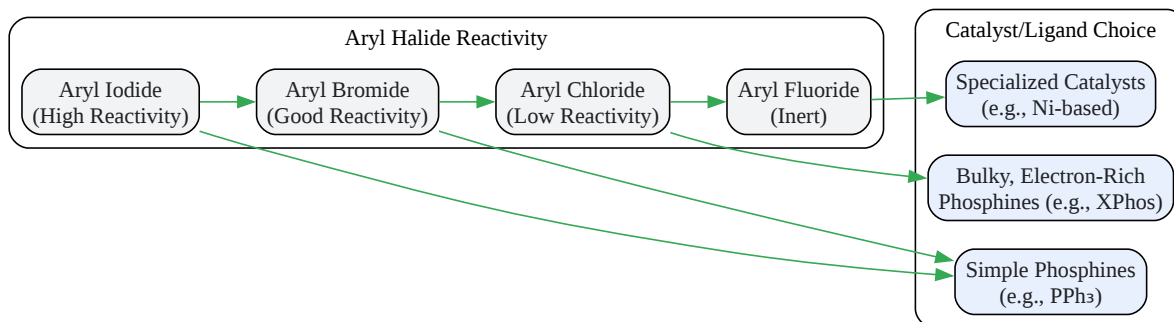 Aryl Halide Reactivity
Aryl Iodide
(High Reactivity)
Aryl Bromide
(Good Reactivity)
Aryl Chloride
(Low Reactivity)
Aryl Fluoride
(Inert)
Catalyst/Ligand Choice
Specialized Catalysts
(e.g., Ni-based)
Bulky, Electron-Rich
Phosphines (e.g., XPhos)
Simple Phosphines
(e.g., PPh₃)